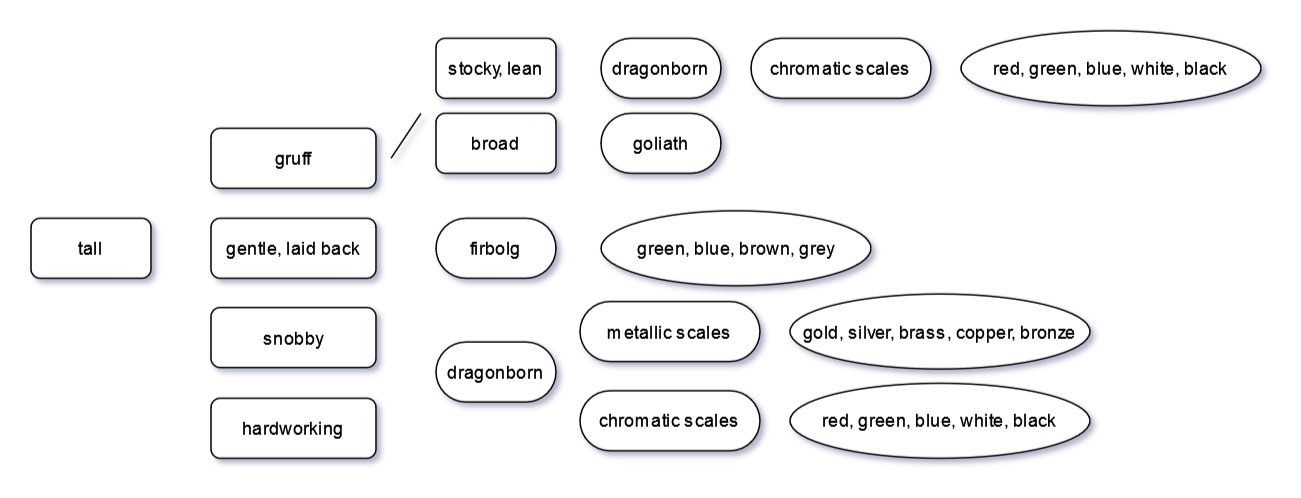 stocky, lean
dragonborn
chromatic scales
red, green, blue, white, black
broad
goliath
gruff
tall
gentle, laid back
firbolg
green, blue, brown, grey
snobby
metallic scales
gold, silver, brass, copper, bronze
dragonborn
hardworking
chromatic scales
red, green, blue, white, black